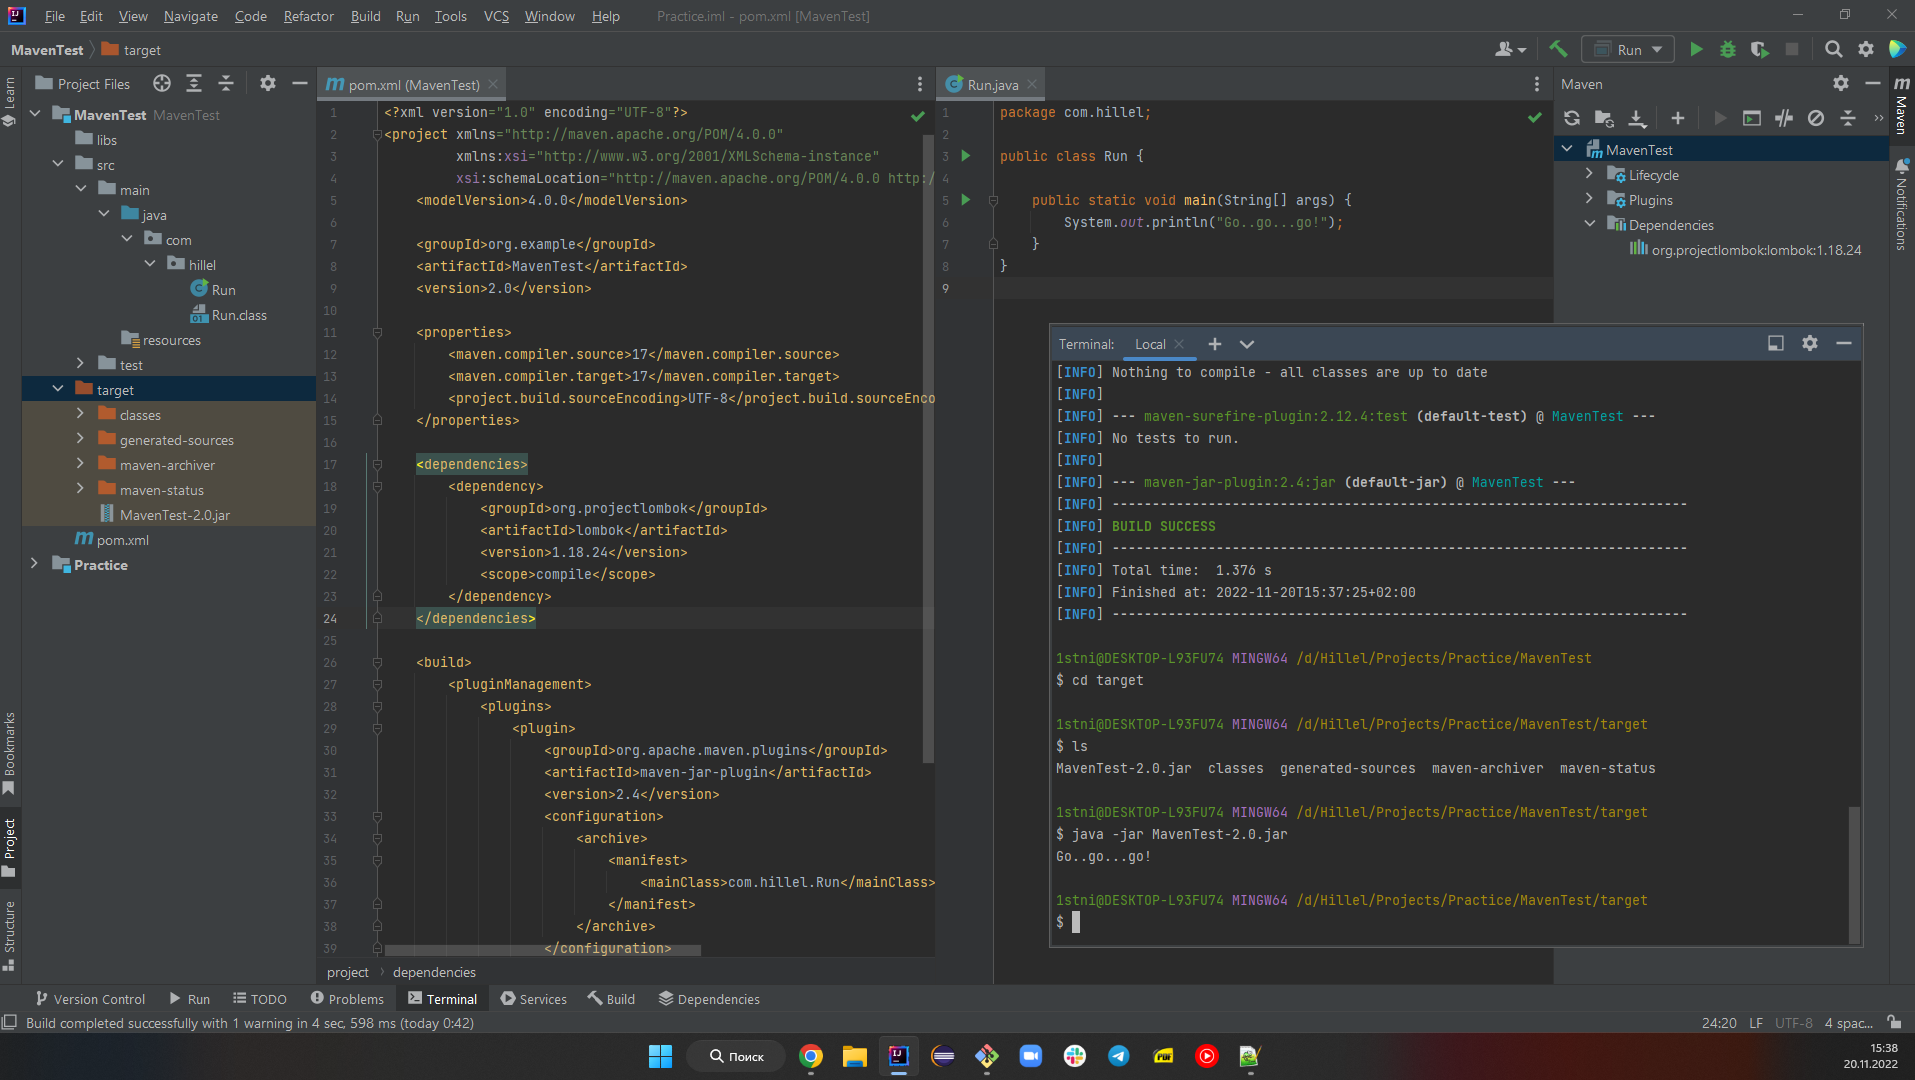 File Edit View Navigate Code Refactor Build Run Tools VCS Window Help Practice.iml - pom.xml [MavenTest]
MavenTest target
Run
Project Files
pom.xml (MavenTest)
Run.java
Maven
Learn
Bookmarks
Project
Structure
MavenTest MavenTest
libs
src
main
java
com
hillel
Run
Run.class
resources
test
target
classes
generated-sources
maven-archiver
maven-status
MavenTest-2.0.jar
pom.xml
Practice
1 <?xml version="1.0" encoding="UTF-8"?>
2 <project xmlns="http://maven.apache.org/POM/4.0.0"
3 xmlns:xsi="http://www.w3.org/2001/XMLSchema-instance"
4 xsi:schemaLocation="http://maven.apache.org/POM/4.0.0 http:/
5 <modelVersion>4.0.0</modelVersion>
6
7 <groupId>org.example</groupId>
8 <artifactId>MavenTest</artifactId>
9 <version>2.0</version>
10
11 <properties>
12 <maven.compiler.source>17</maven.compiler.source>
13 <maven.compiler.target>17</maven.compiler.target>
14 <project.build.sourceEncoding>UTF-8</project.build.sourceEnco
15 </properties>
16
17 <dependencies>
18 <dependency>
19 <groupId>org.projectlombok</groupId>
20 <artifactId>lombok</artifactId>
21 <version>1.18.24</version>
22 <scope>compile</scope>
23 </dependency>
24 </dependencies>
25
26 <build>
27 <pluginManagement>
28 <plugins>
29 <plugin>
30 <groupId>org.apache.maven.plugins</groupId>
31 <artifactId>maven-jar-plugin</artifactId>
32 <version>2.4</version>
33 <configuration>
34 <archive>
35 <manifest>
36 <mainClass>com.hillel.Run</mainClass>
37 </manifest>
38 </archive>
39 </configuration>
project dependencies
1 package com.hillel;
2
3 public class Run {
4
5 public static void main(String[] args) {
6 System.out.println("Go..go...go!");
7 }
8 }
9
MavenTest
Lifecycle
Plugins
Dependencies
org.projectlombok:lombok:1.18.24
Maven
Notifications
Terminal: Local
[INFO] Nothing to compile - all classes are up to date
[INFO]
[INFO] --- maven-surefire-plugin:2.12.4:test (default-test) @ MavenTest ---
[INFO] No tests to run.
[INFO]
[INFO] --- maven-jar-plugin:2.4:jar (default-jar) @ MavenTest ---
[INFO] ------------------------------------------------------------------------
[INFO] BUILD SUCCESS
[INFO] ------------------------------------------------------------------------
[INFO] Total time: 1.376 s
[INFO] Finished at: 2022-11-20T15:37:25+02:00
[INFO] ------------------------------------------------------------------------
1stni@DESKTOP-L93FU74 MINGW64 /d/Hillel/Projects/Practice/MavenTest
$ cd target
1stni@DESKTOP-L93FU74 MINGW64 /d/Hillel/Projects/Practice/MavenTest/target
$ ls
MavenTest-2.0.jar classes generated-sources maven-archiver maven-status
1stni@DESKTOP-L93FU74 MINGW64 /d/Hillel/Projects/Practice/MavenTest/target
$ java -jar MavenTest-2.0.jar
Go..go...go!
1stni@DESKTOP-L93FU74 MINGW64 /d/Hillel/Projects/Practice/MavenTest/target
$
Version Control Run TODO Problems Terminal Services Build Dependencies
Build completed successfully with 1 warning in 4 sec, 598 ms (today 0:42)
24:20 LF UTF-8 4 spac...
Поиск
15:38
20.11.2022